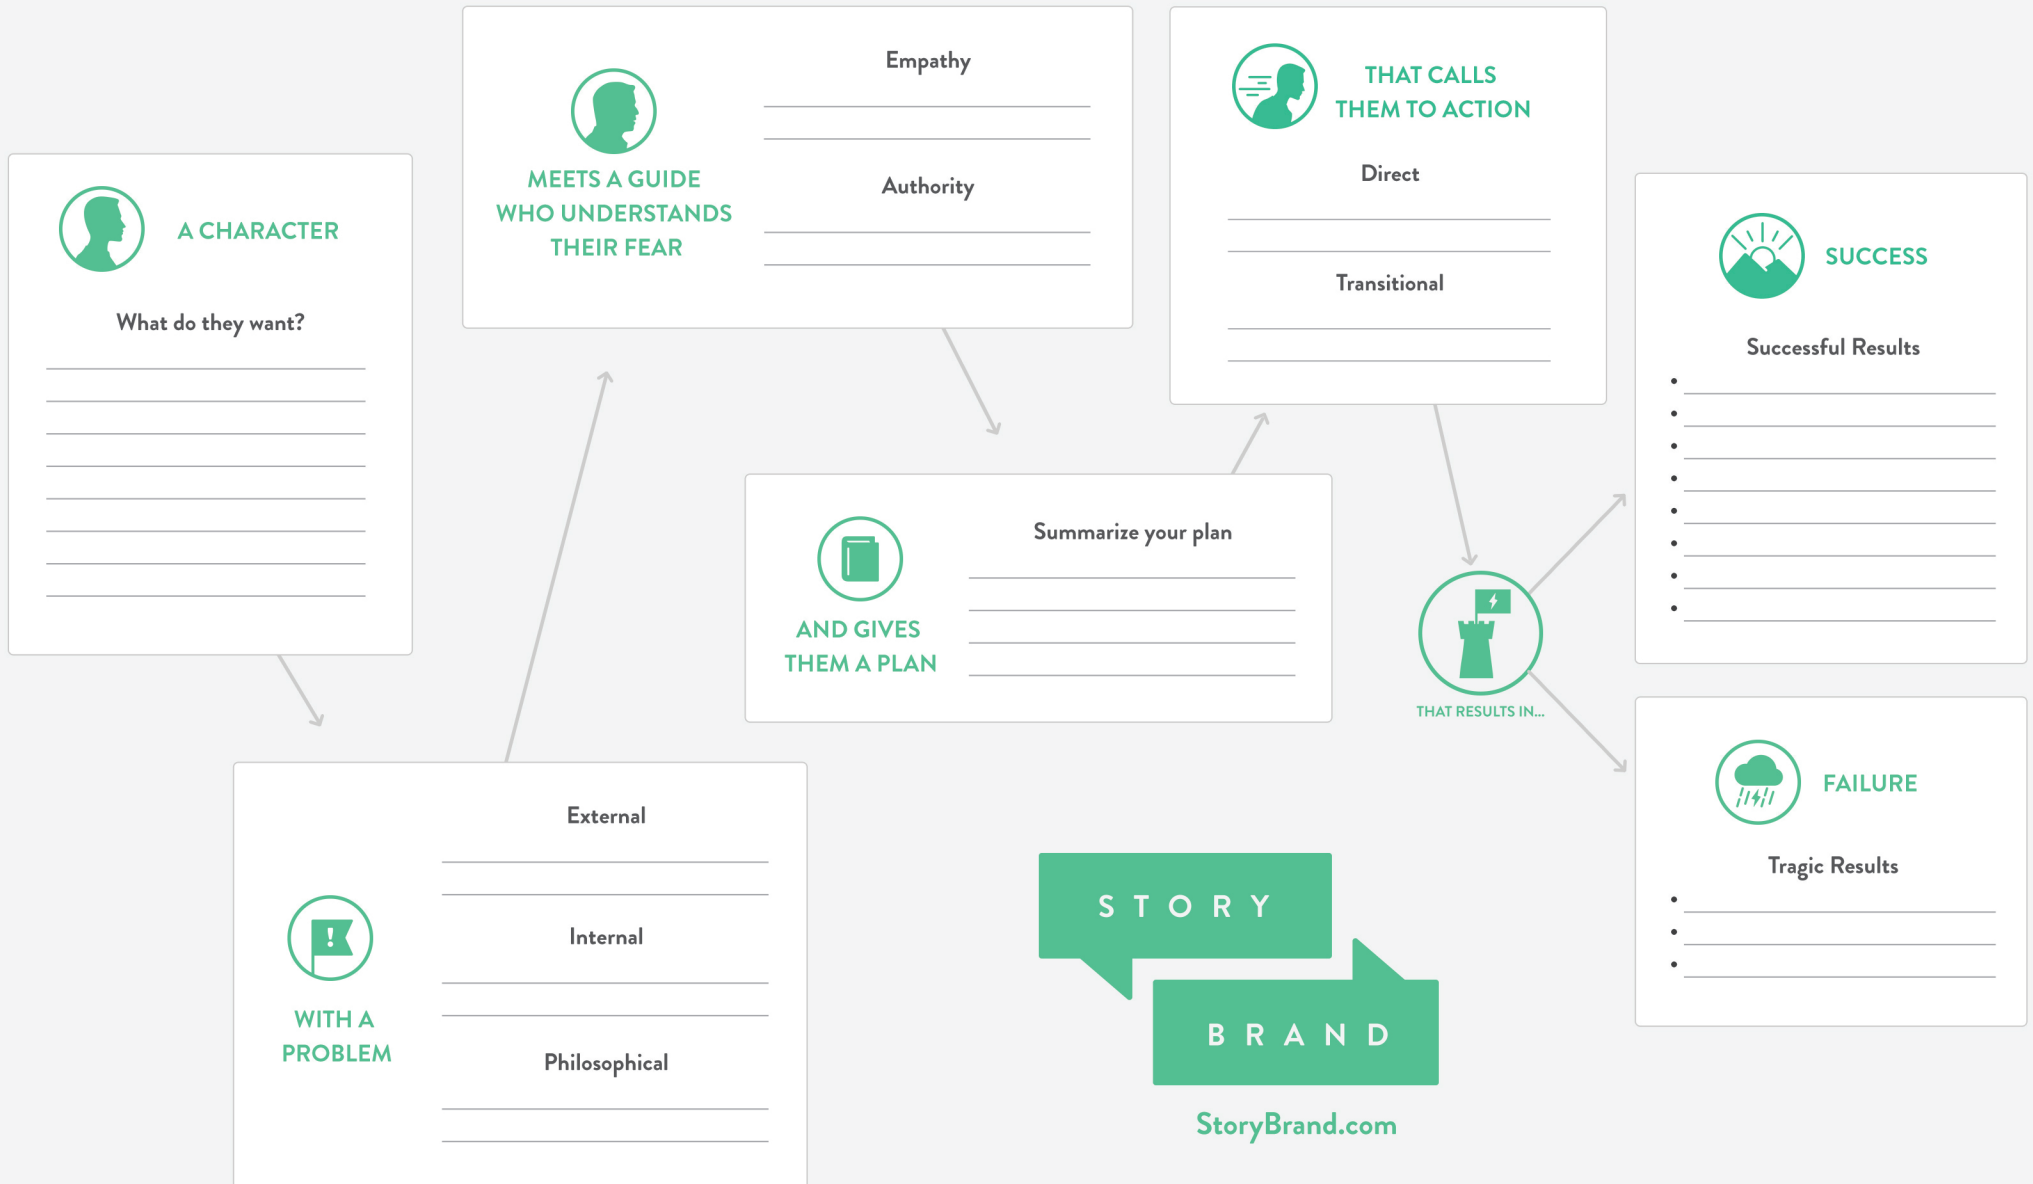 A CHARACTER
What do they want?
WITH A
PROBLEM
External
Internal
Philosophical
MEETS A GUIDE
WHO UNDERSTANDS
THEIR FEAR
Empathy
Authority
AND GIVES
THEM A PLAN
Summarize your plan
THAT CALLS
THEM TO ACTION
Direct
Transitional
THAT RESULTS IN...
SUCCESS
Successful Results
FAILURE
Tragic Results
STORY
BRAND
StoryBrand.com